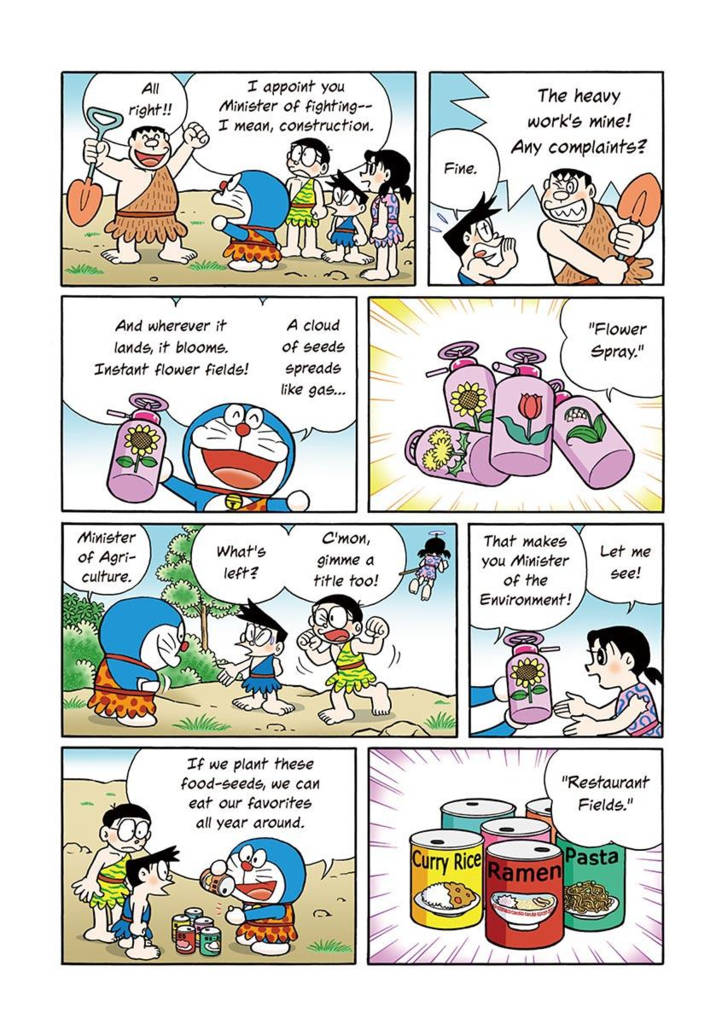 The heavy
work's mine!
Any complaints?
Fine.
I appoint you
Minister of fighting--
I mean, construction.
All
right!!
"Flower
Spray."
A cloud
of seeds
spreads
like gas...
And wherever it
lands, it blooms.
Instant flower fields!
Let me
see!
That makes
you Minister
of the
Environment!
C'mon,
gimme a
title too!
What's
left?
Minister
of Agri-
culture.
"Restaurant
Fields."
Curry Rice
Ramen
Pasta
If we plant these
food-seeds, we can
eat our favorites
all year around.